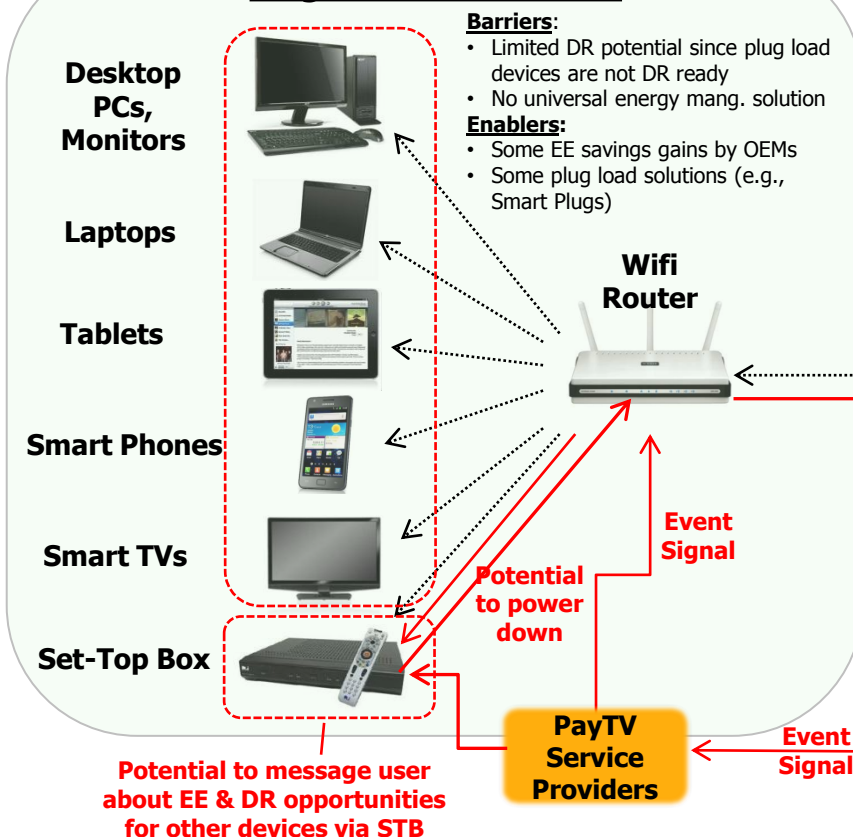 Barriers:
• Limited DR potential since plug load
devices are not DR ready
• No universal energy mang. solution
Enablers:
• Some EE savings gains by OEMs
• Some plug load solutions (e.g.,
Smart Plugs)
Desktop
PCs,
Monitors
Laptops
Tablets
Smart Phones
Smart TVs
Set-Top Box
Wifi
Router
Event
Signal
Potential
to power
down
PayTV
Service
Providers
Event
Signal
Potential to message user
about EE & DR opportunities
for other devices via STB